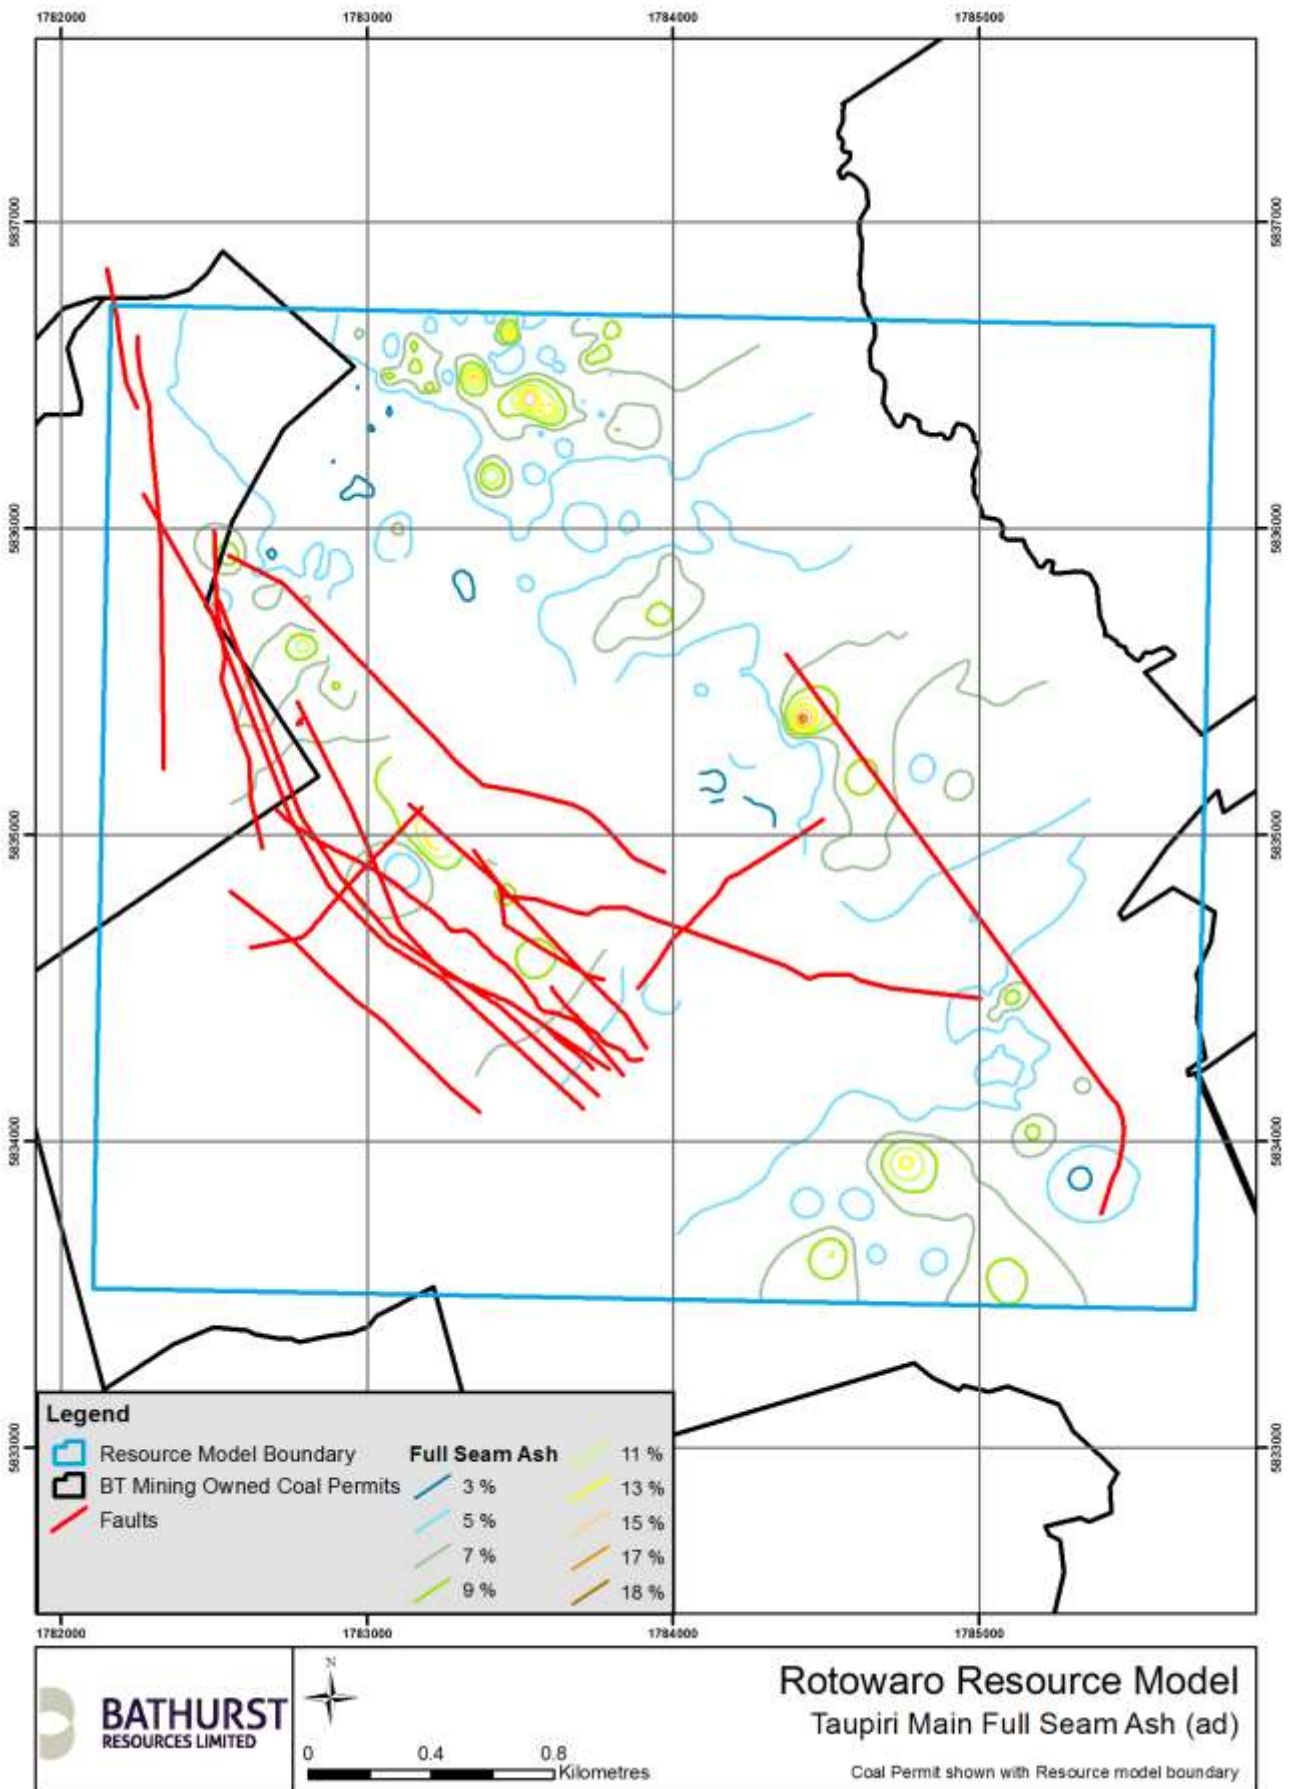 1782000 1783000 1784000 1785000
5837000 5837000
5836000 5836000
5835000 5835000
5834000 5834000
5833000 5833000
Legend
Resource Model Boundary
BT Mining Owned Coal Permits
Faults
Full Seam Ash
3 %
5 %
7 %
9 %
11 %
13 %
15 %
17 %
18 %
1782000 1783000 1784000 1785000
BATHURST
RESOURCES LIMITED
N
0 0.4 0.8
Kilometres
Rotowaro Resource Model
Taupiri Main Full Seam Ash (ad)
Coal Permit shown with Resource model boundary